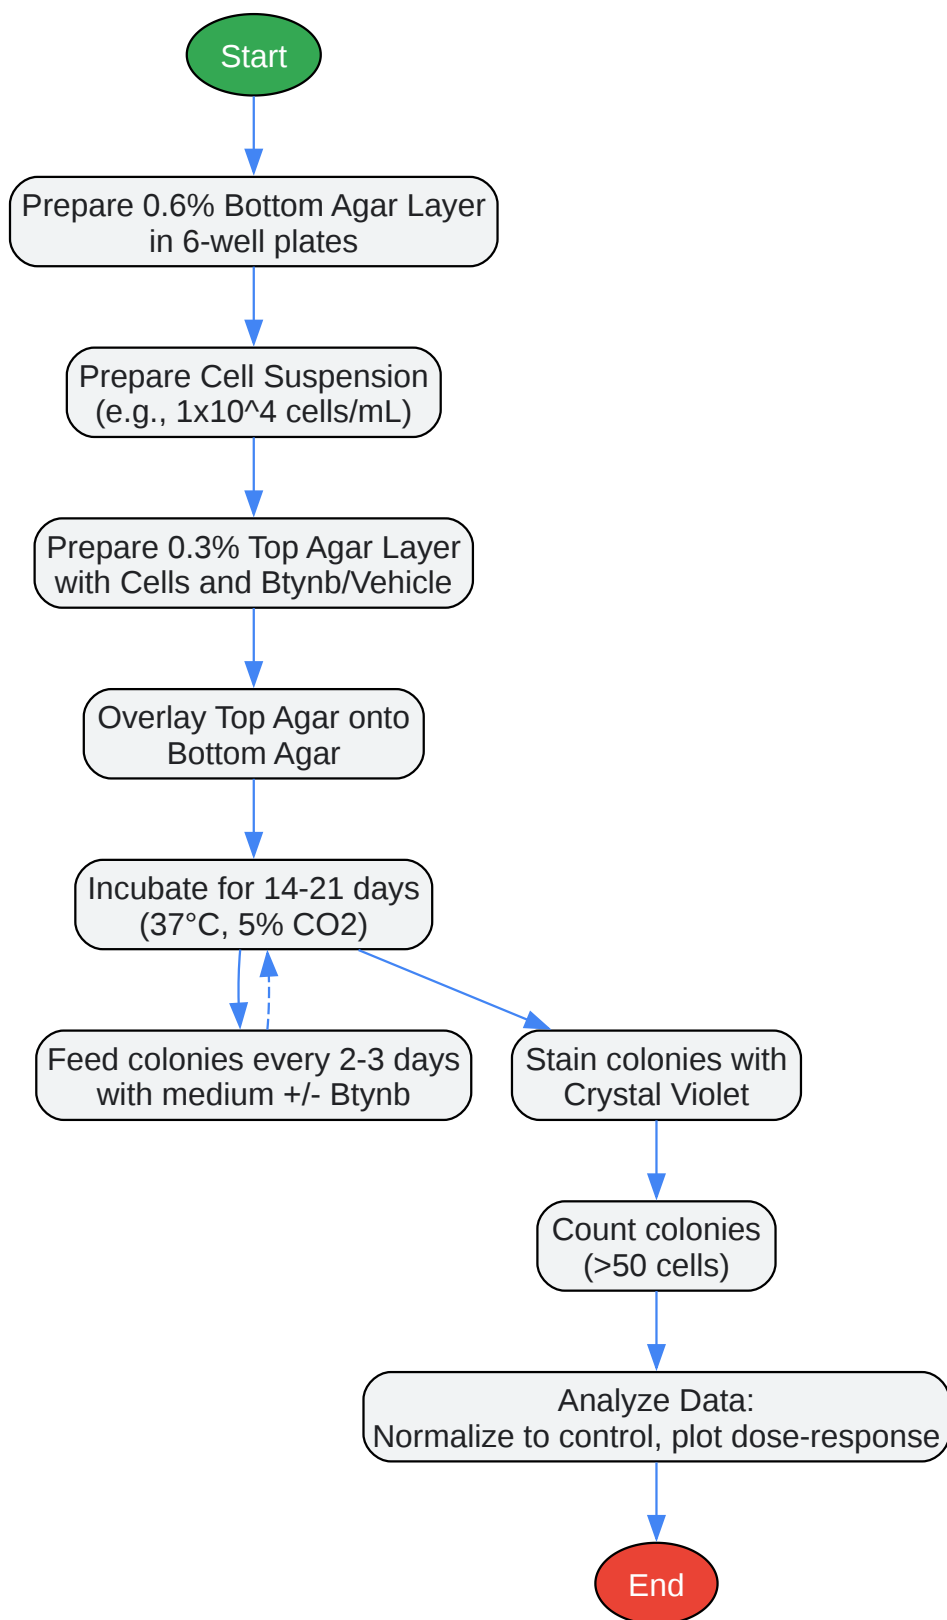 Start
Prepare 0.6% Bottom Agar Layer
in 6-well plates
Prepare Cell Suspension
(e.g., 1x10^4 cells/mL)
Prepare 0.3% Top Agar Layer
with Cells and Btynb/Vehicle
Overlay Top Agar onto
Bottom Agar
Incubate for 14-21 days
(37°C, 5% CO2)
Feed colonies every 2-3 days
with medium +/- Btynb
Stain colonies with
Crystal Violet
Count colonies
(>50 cells)
Analyze Data:
Normalize to control, plot dose-response
End